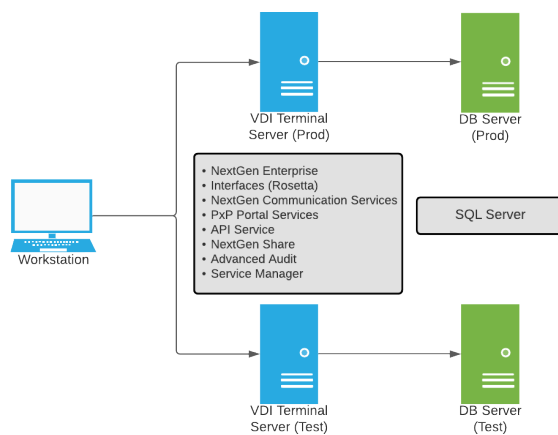 VDI Terminal
Server (Prod)
DB Server
(Prod)
• NextGen Enterprise
• Interfaces (Rosetta)
• NextGen Communication Services
• PxP Portal Services
• API Service
• NextGen Share
• Advanced Audit
• Service Manager
SQL Server
Workstation
VDI Terminal
Server (Test)
DB Server
(Test)